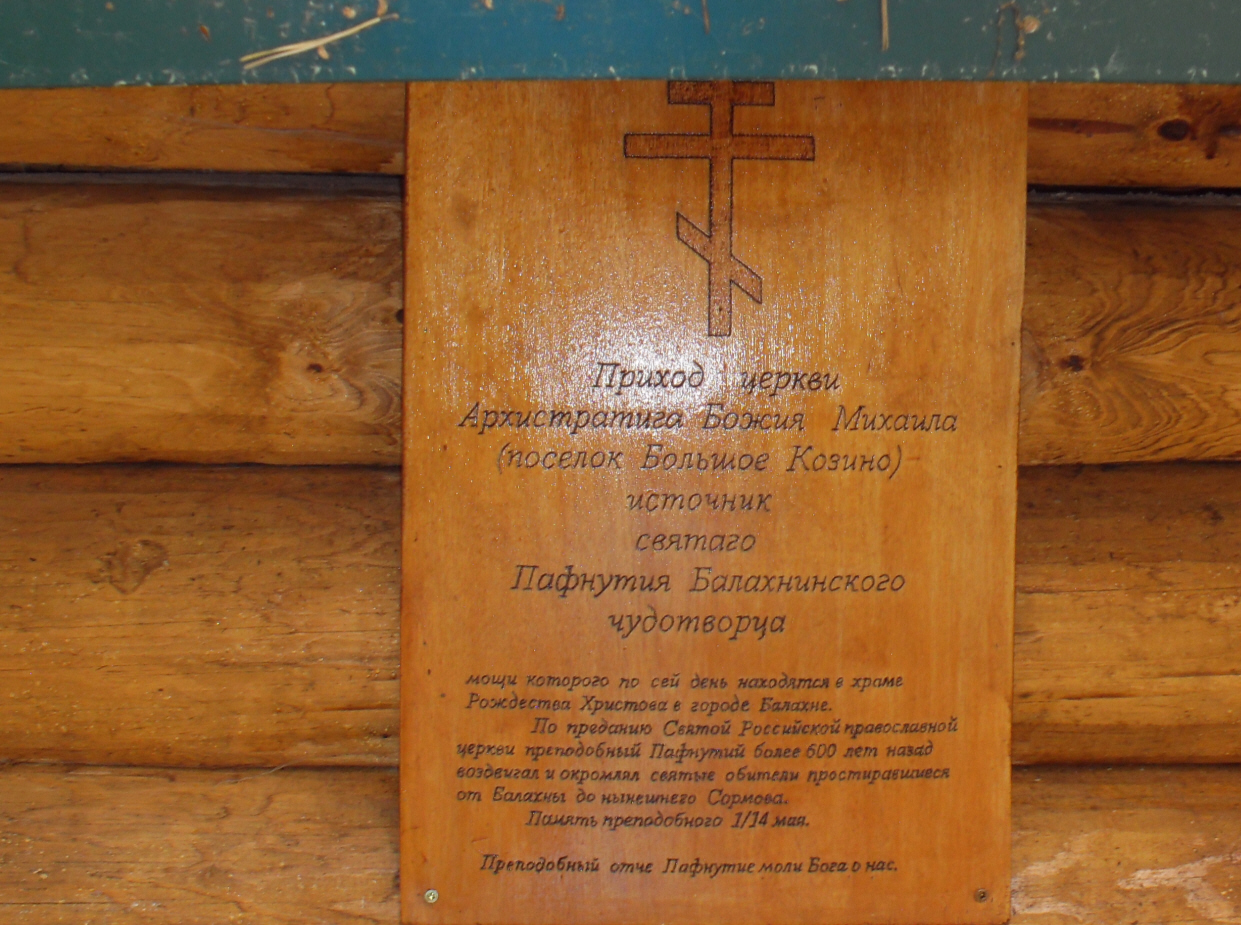 Приход церкви
Архистратига Божия Михаила
(поселок Большое Козино)
источник
святаго
Пафнутия Балахнинского
чудотворца
мощи которого по сей день находятся в храме
Рождества Христова в городе Балахне.
По преданию Святой Российской православной
церкви преподобный Пафнутий более 600 лет назад
воздвигал и окромлял святые обители простиравшиеся
от Балахны до нынешнего Сормова.
Память преподобного 1/14 мая.
Преподобный отче Пафнутие моли Бога о нас.